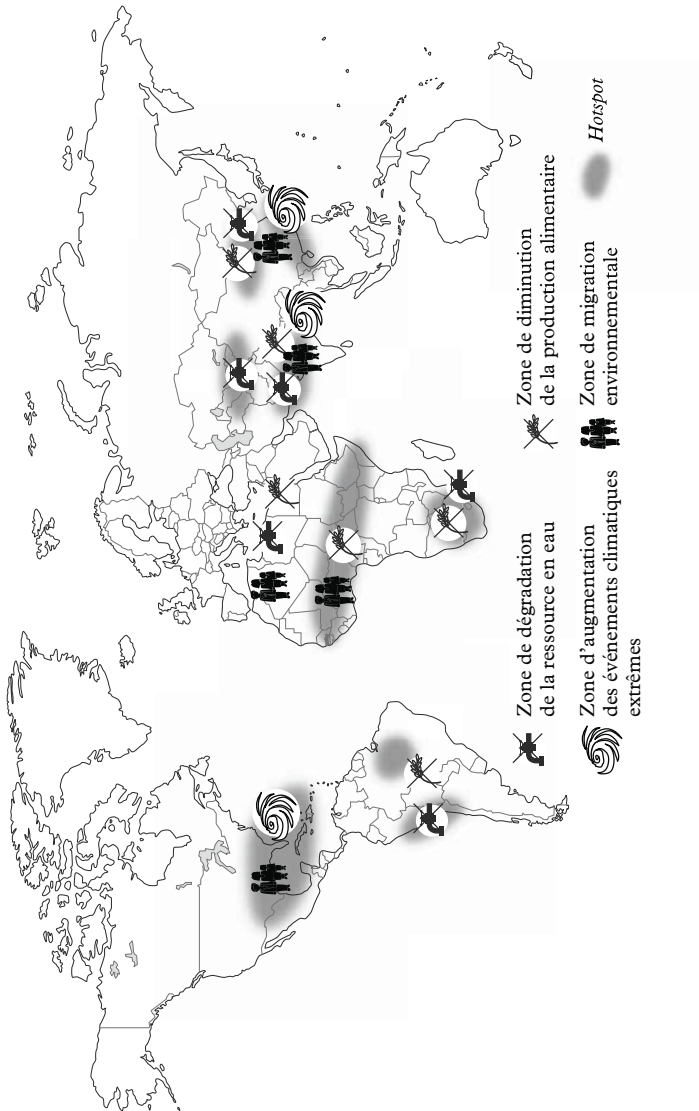 Zone de dégradation
de la ressource en eau
Zone de diminution
de la production alimentaire
Zone d’augmentation
des événements climatiques
extrêmes
Zone de migration
environnementale
Hotspot